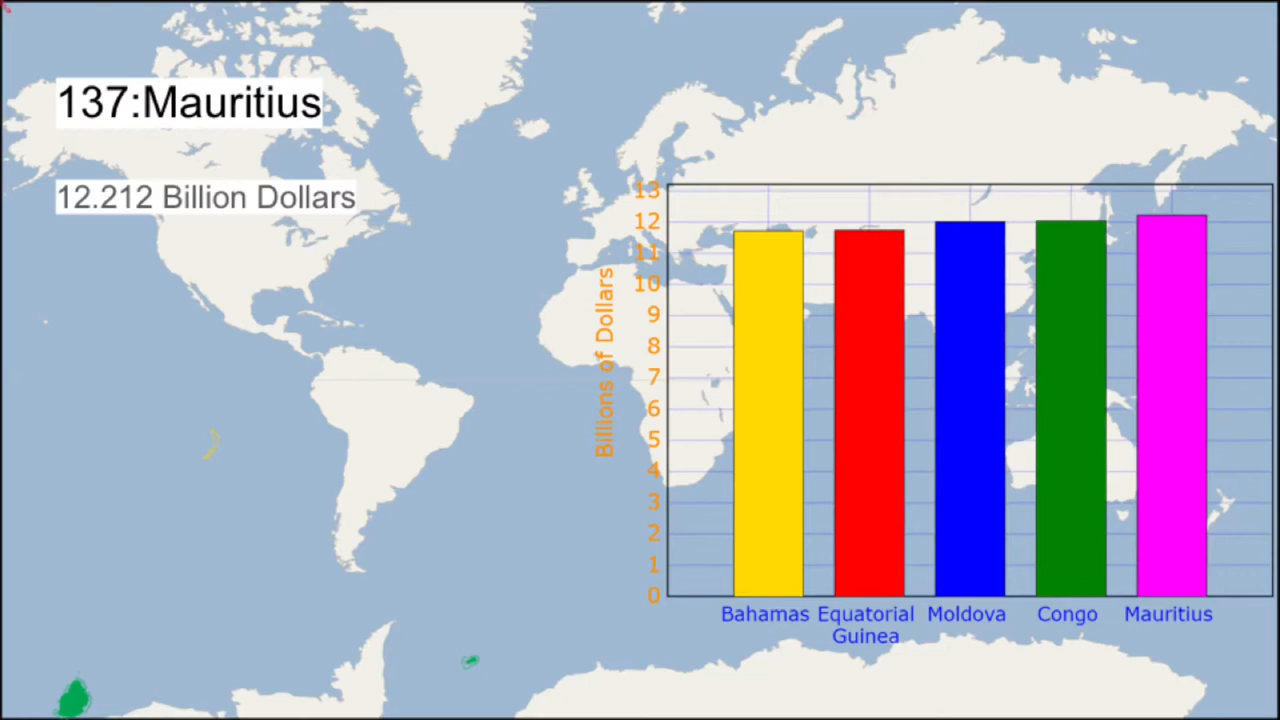 137:Mauritius
12.212 Billion Dollars
Billions of Dollars
13
12
11
10
9
8
7
6
5
4
3
2
1
0
Bahamas
Equatorial
Guinea
Moldova
Congo
Mauritius